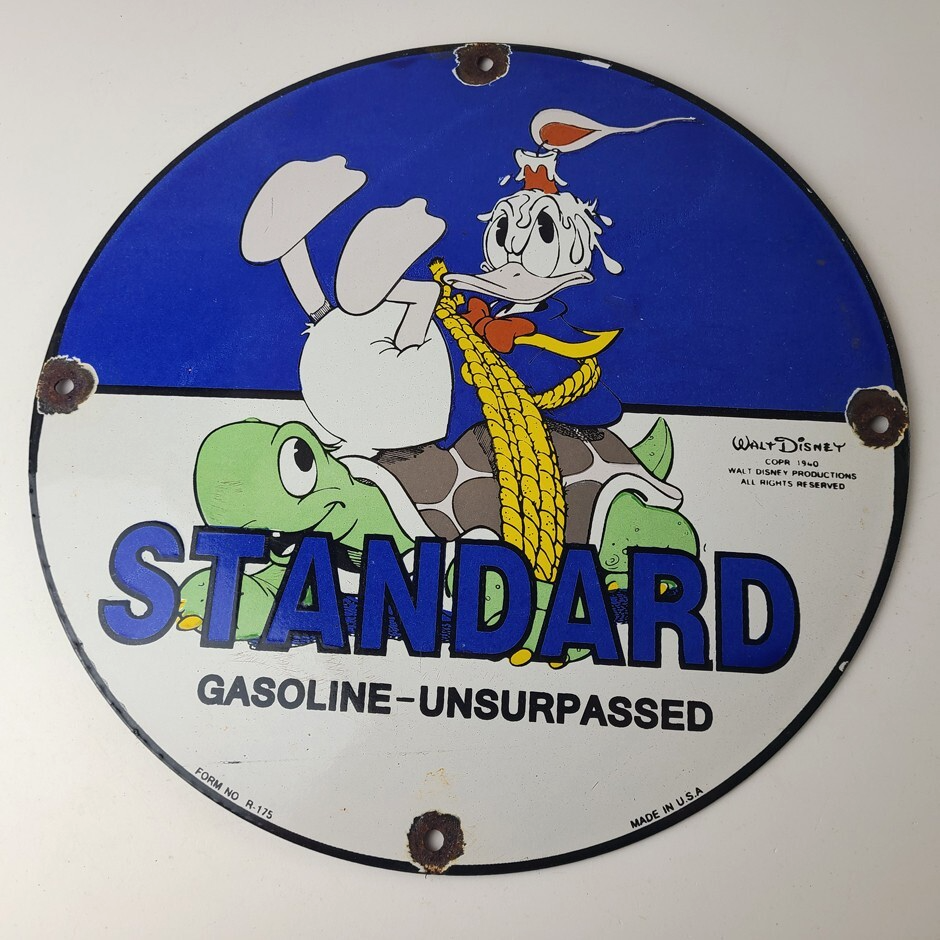 WALT DISNEY
COPR 1940
WALT DISNEY PRODUCTIONS
ALL RIGHTS RESERVED
STANDARD
GASOLINE-UNSURPASSED
FORM NO R-175
MADE IN U.S.A